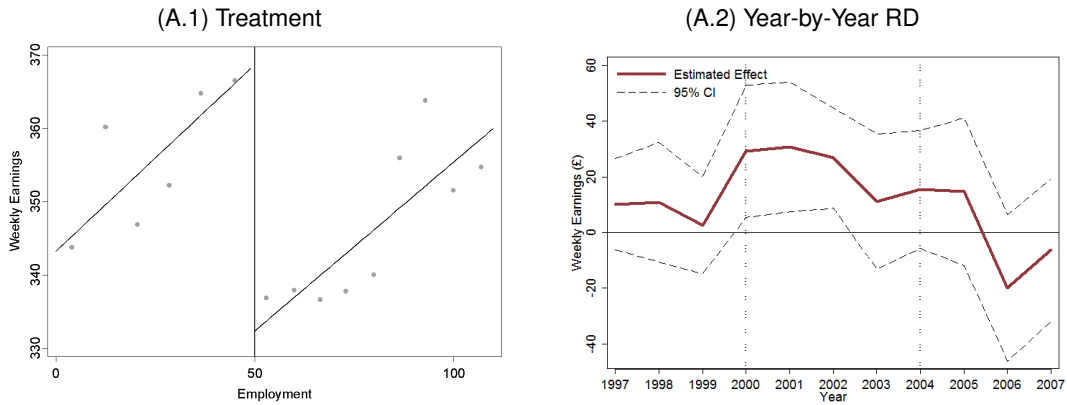 (A.1) Treatment
Weekly Earnings
370
360
350
340
330
0
50
100
Employment
(A.2) Year-by-Year RD
Estimated Effect
95% CI
Weekly Earnings (£)
60
40
20
0
-20
-40
1997 1998 1999 2000 2001 2002 2003 2004 2005 2006 2007
Year